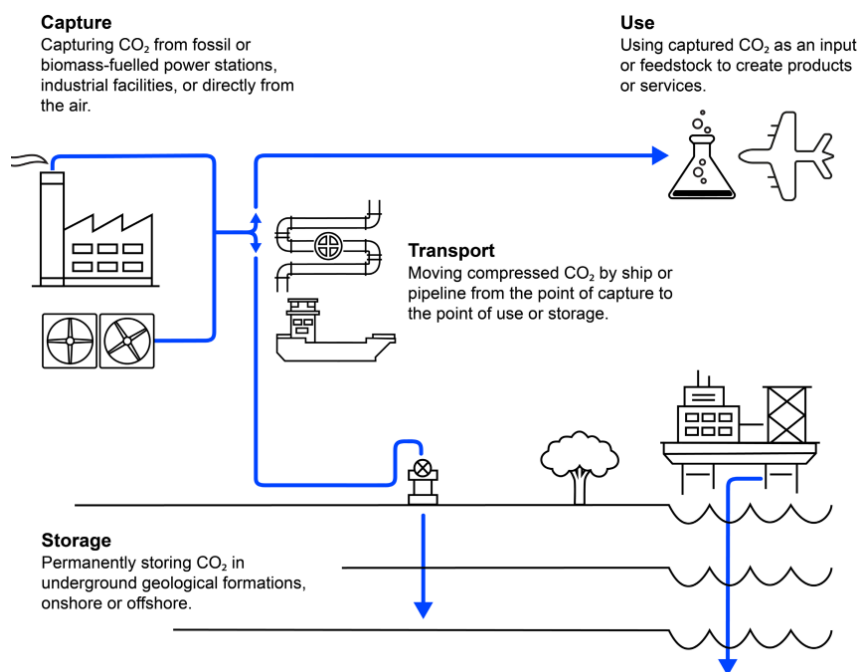 Capture
Capturing CO₂ from fossil or
biomass-fuelled power stations,
industrial facilities, or directly from
the air.
Use
Using captured CO₂ as an input
or feedstock to create products
or services.
Transport
Moving compressed CO₂ by ship or
pipeline from the point of capture to
the point of use or storage.
Storage
Permanently storing CO₂ in
underground geological formations,
onshore or offshore.